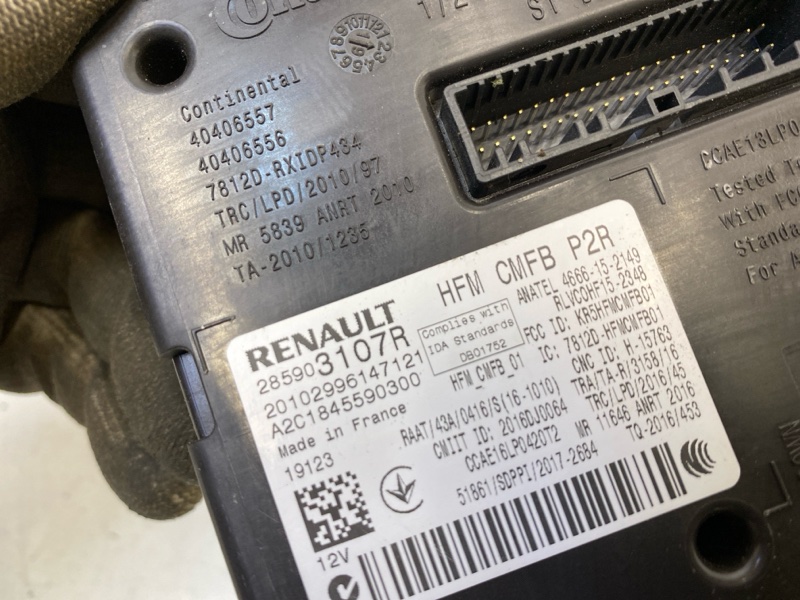 Continental
40406557
40406556
7812D-RXIDP434
TRC/LPD/2010/97
MR 5839 ANRT 2010
TA-2010/1235
CCAE13LP0
Tested
With FC
Standa
For A
RENAULT
285903107R
20102996147121
A2C1845590300
Made in France
19123
12V
HFM CMFB P2R
Complies with
IDA Standards
DB01752
HFM_CMFB_01
ANATEL 4666-15-2149
RLVCOHF15-2348
FCC ID: KR5HFMCMFB01
IC: 7812D-HFMCMFB01
CNC ID: H-15763
TRA/TA-R/3158/16
TRC/LPD/2016/45
MR 11646 ANRT 2016
TQ-2016/453
RAAT/43A/0416/S(16-1010)
CMIIT ID: 2016DJ0064
CCAE16LP0420T2
51861/SDPPI/2017-2684